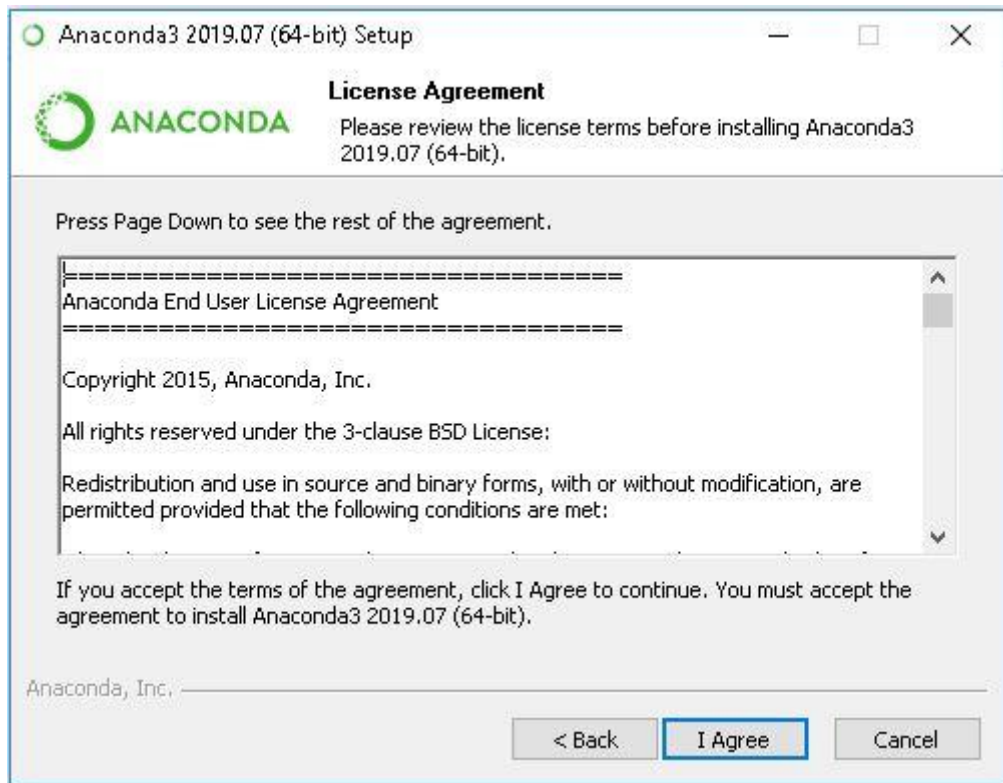 Anaconda3 2019.07 (64-bit) Setup
ANACONDA
License Agreement
Please review the license terms before installing Anaconda3
2019.07 (64-bit).
Press Page Down to see the rest of the agreement.
===================================
Anaconda End User License Agreement
===================================
Copyright 2015, Anaconda, Inc.
All rights reserved under the 3-clause BSD License:
Redistribution and use in source and binary forms, with or without modification, are
permitted provided that the following conditions are met:
If you accept the terms of the agreement, click I Agree to continue. You must accept the
agreement to install Anaconda3 2019.07 (64-bit).
Anaconda, Inc.
< Back
I Agree
Cancel